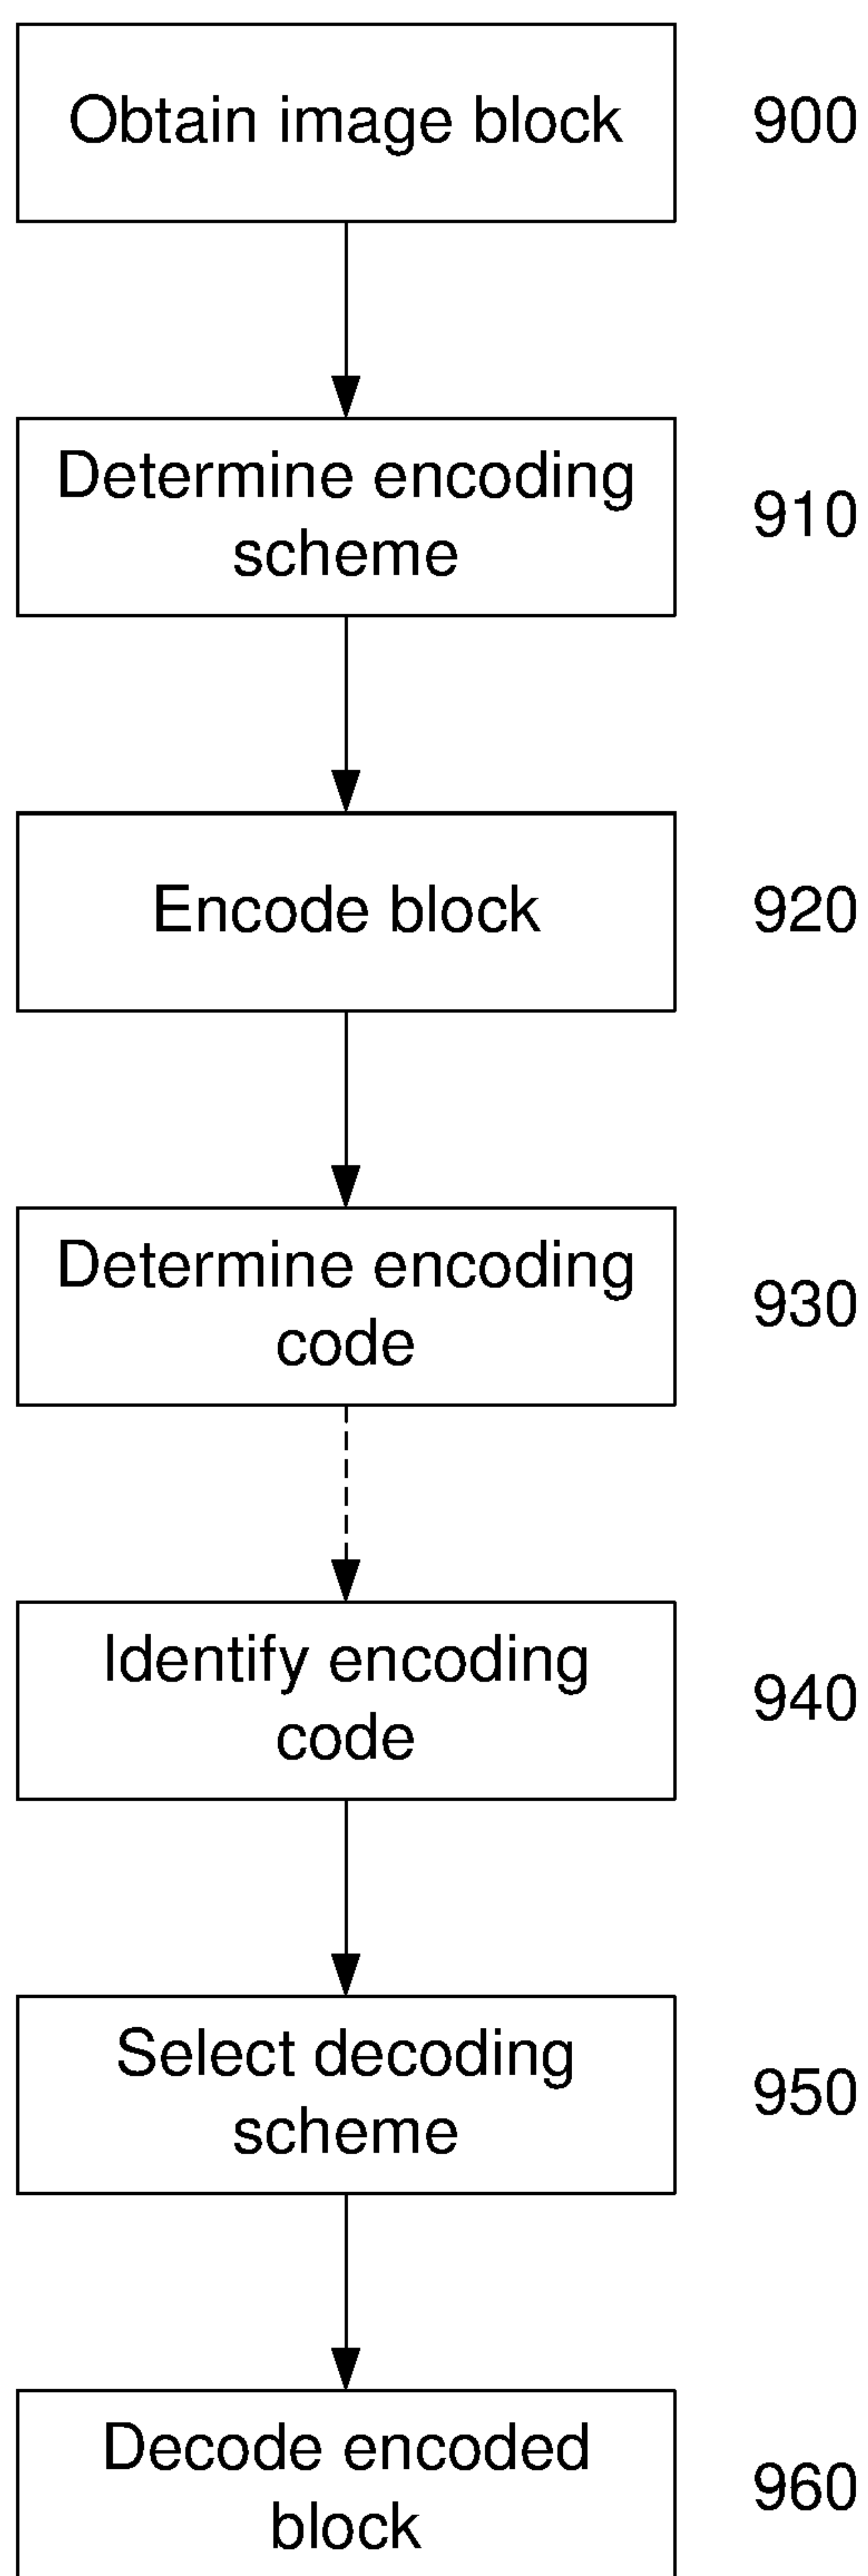 Obtain image block 900
Determine encoding
scheme
910
Encode block 920
Determine encoding
code
930
Identify encoding
code
940
Select decoding
scheme
950
Decode encoded
block
960